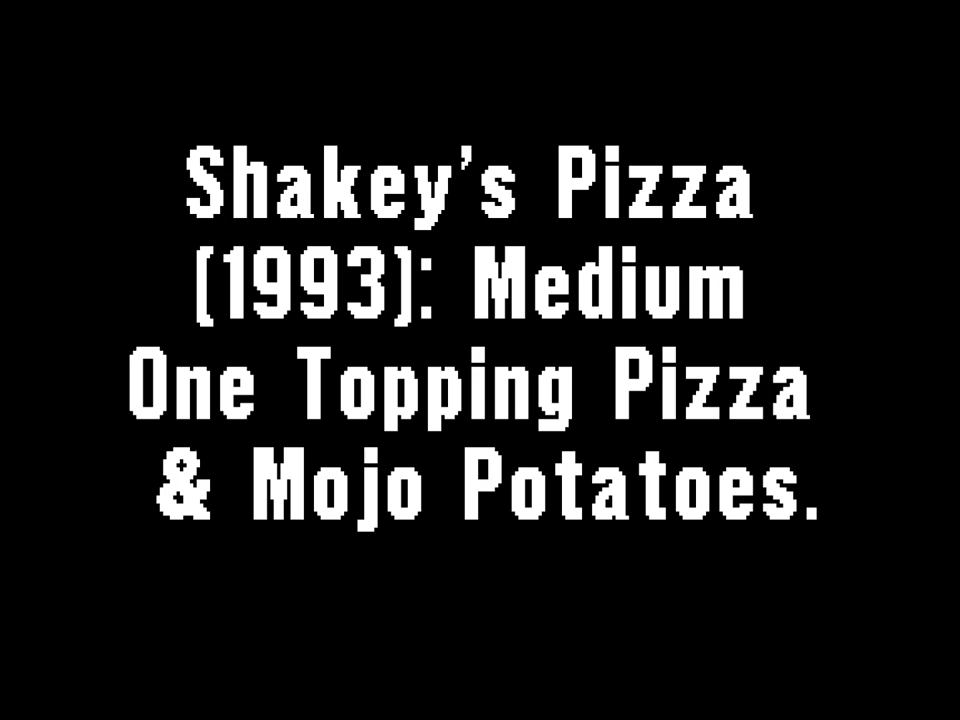 Shakey's Pizza
(1993): Medium
One Topping Pizza
& Mojo Potatoes.